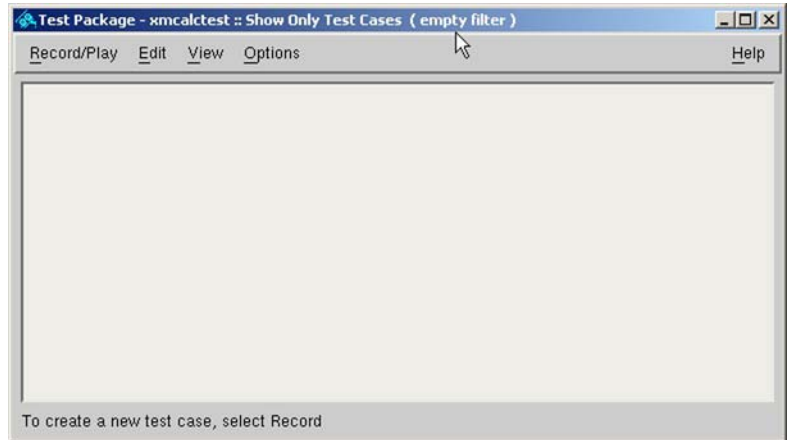 Test Package - xmcalctest :: Show Only Test Cases ( empty filter )
Record/Play Edit View Options Help
To create a new test case, select Record